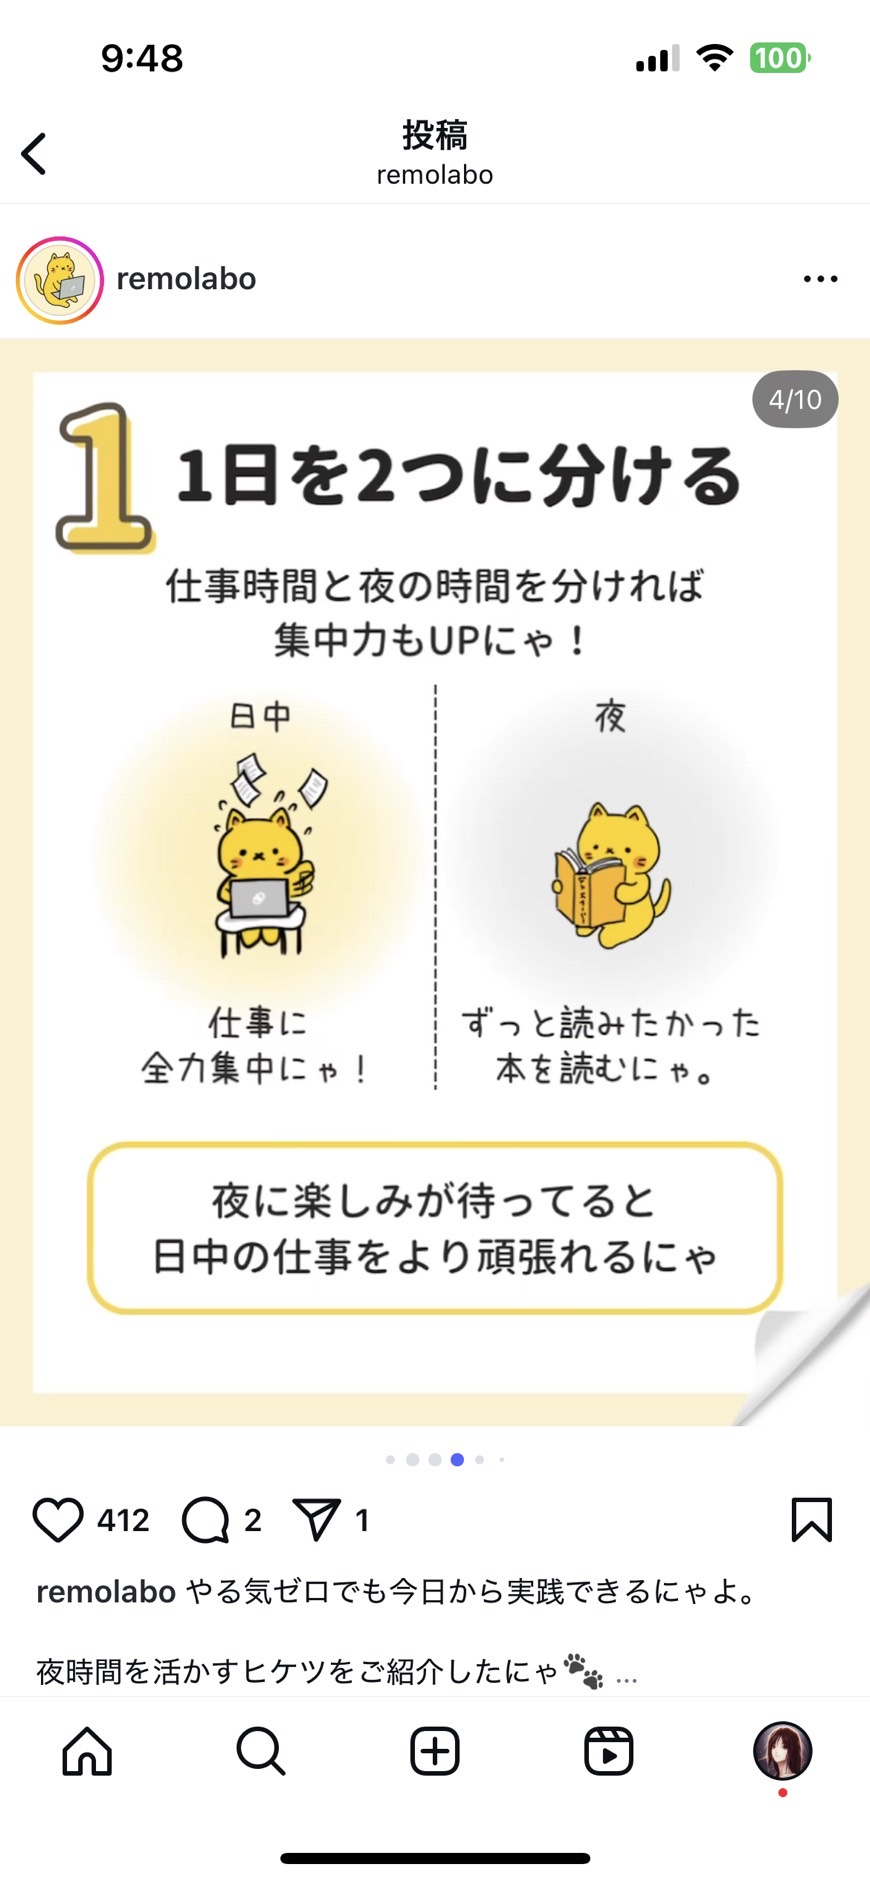 9:48
100
投稿
remolabo
remolabo
4/10
1
1日を2つに分ける
仕事時間と夜の時間を分ければ
集中力もUPにゃ！
日中
夜
仕事に
全力集中にゃ！
ずっと読みたかった
本を読むにゃ。
夜に楽しみが待ってると
日中の仕事をより頑張れるにゃ
412
2
1
remolabo やる気ゼロでも今日から実践できるにゃよ。
夜時間を活かすヒケツをご紹介したにゃ🐾 ...